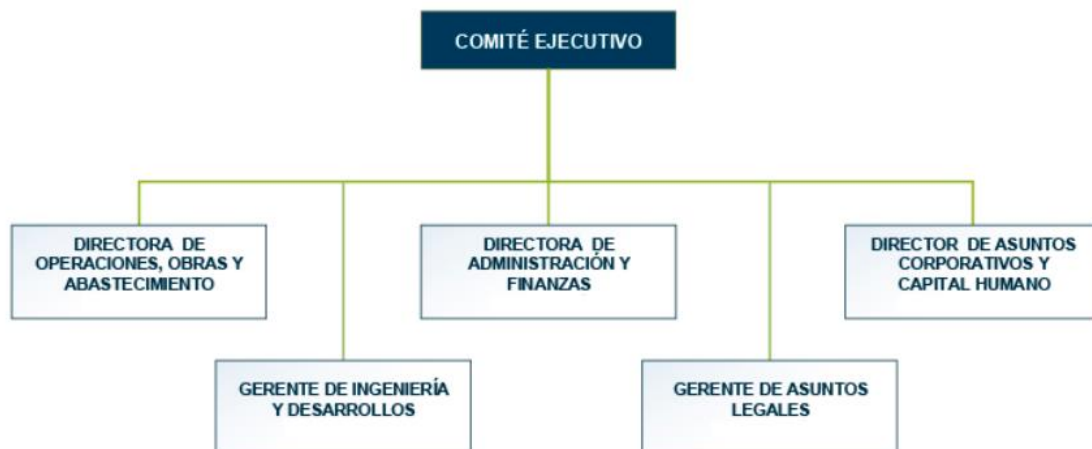 COMITÉ EJECUTIVO
DIRECTORA DE
OPERACIONES, OBRAS Y
ABASTECIMIENTO
DIRECTORA DE
ADMINISTRACIÓN Y
FINANZAS
DIRECTOR DE ASUNTOS
CORPORATIVOS Y
CAPITAL HUMANO
GERENTE DE INGENIERÍA
Y DESARROLLOS
GERENTE DE ASUNTOS
LEGALES